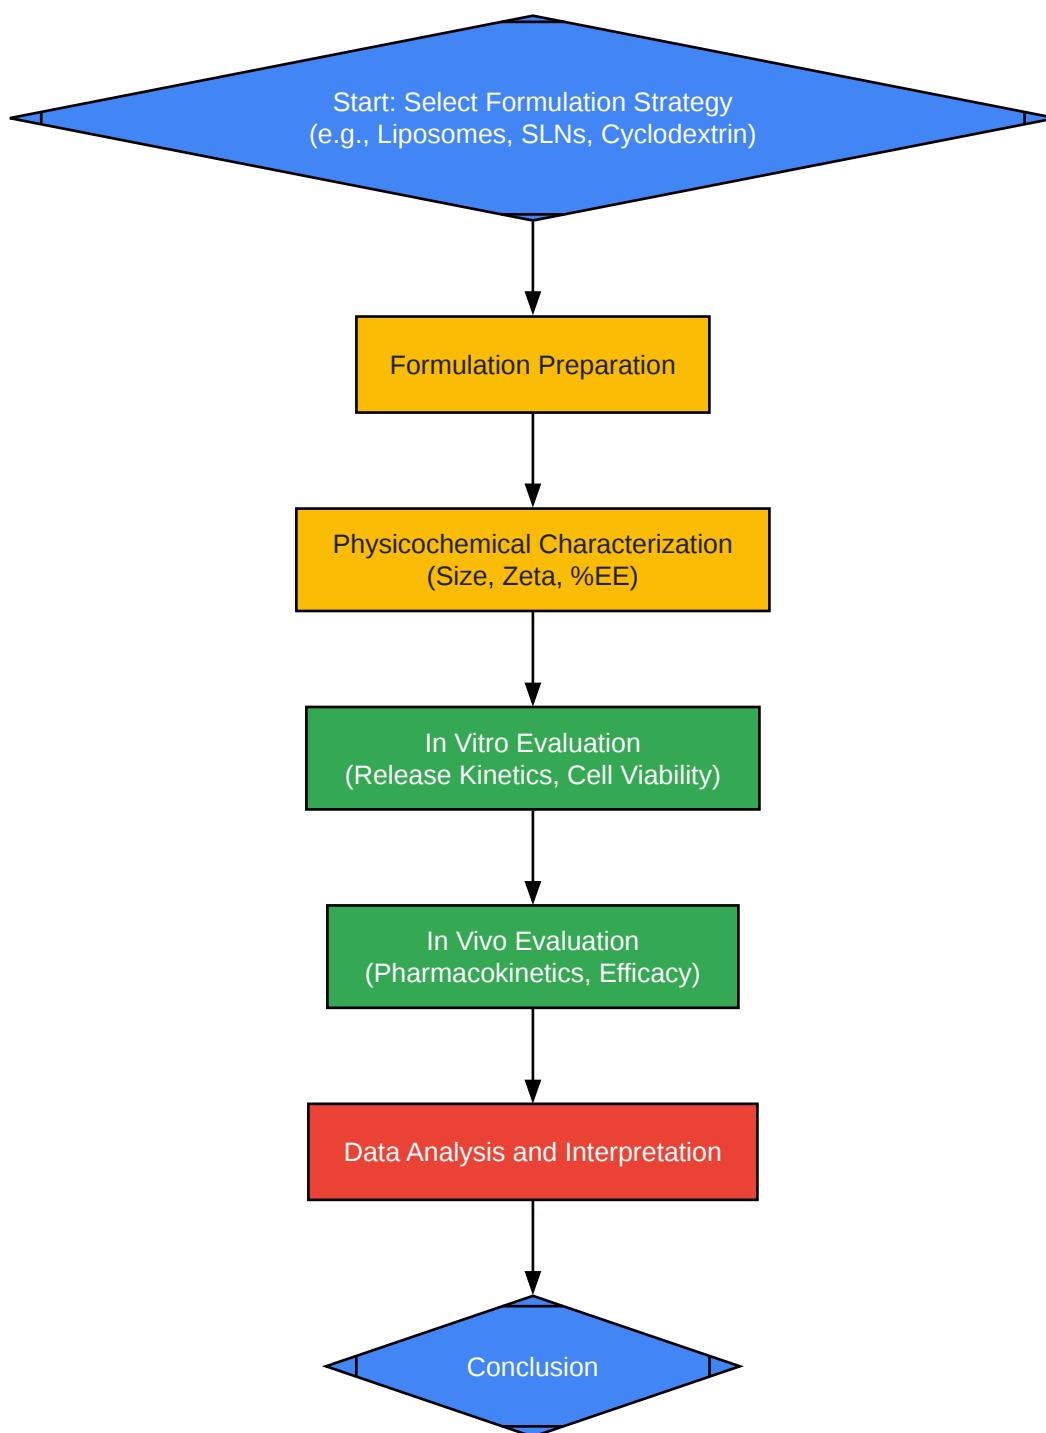 Start: Select Formulation Strategy
(e.g., Liposomes, SLNs, Cyclodextrin)
Formulation Preparation
Physicochemical Characterization
(Size, Zeta, %EE)
In Vitro Evaluation
(Release Kinetics, Cell Viability)
In Vivo Evaluation
(Pharmacokinetics, Efficacy)
Data Analysis and Interpretation
Conclusion